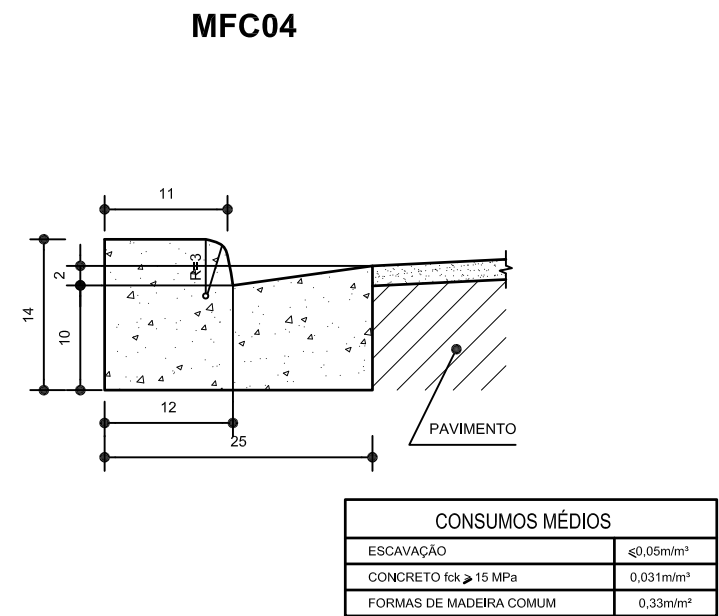 MFC04
11
R=3
2
14
10
12
25
PAVIMENTO
CONSUMOS MÉDIOS
ESCAVAÇÃO ⩽0,05m/m³
CONCRETO fck ⩾ 15 MPa 0,031m/m³
FORMAS DE MADEIRA COMUM 0,33m/m²